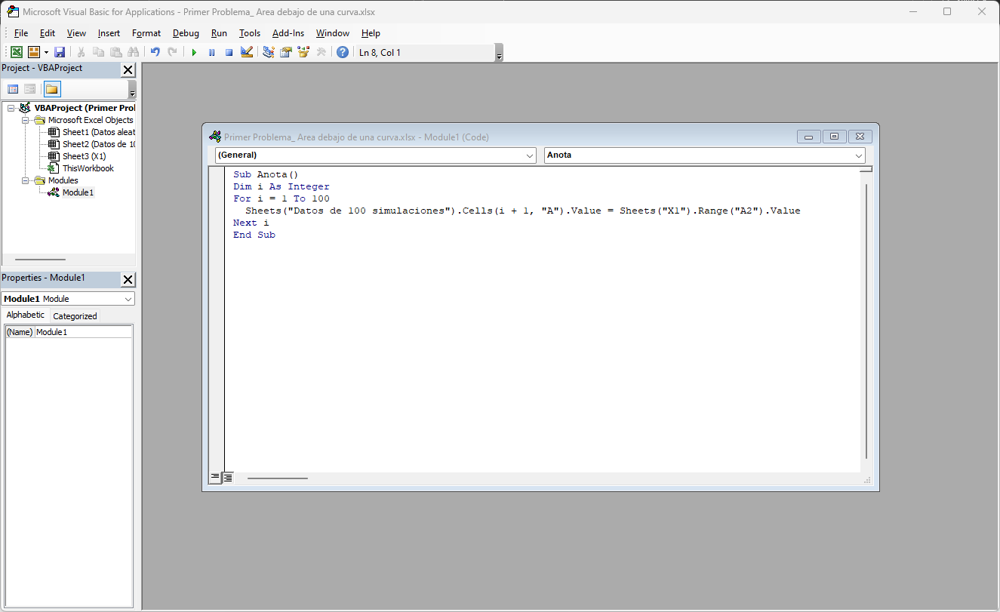 Microsoft Visual Basic for Applications - Primer Problema_ Area debajo de una curva.xlsx
File Edit View Insert Format Debug Run Tools Add-Ins Window Help
Ln 8, Col 1
Project - VBAProject
VBAProject (Primer Prol
Microsoft Excel Objects
Sheet1 (Datos aleat
Sheet2 (Datos de 10
Sheet3 (X1)
ThisWorkbook
Modules
Module1
Properties - Module1
Module1 Module
Alphabetic Categorized
(Name) Module1
Primer Problema_ Area debajo de una curva.xlsx - Module1 (Code)
(General) Anota
Sub Anota()
Dim i As Integer
For i = 1 To 100
Sheets("Datos de 100 simulaciones").Cells(i + 1, "A").Value = Sheets("X1").Range("A2").Value
Next i
End Sub